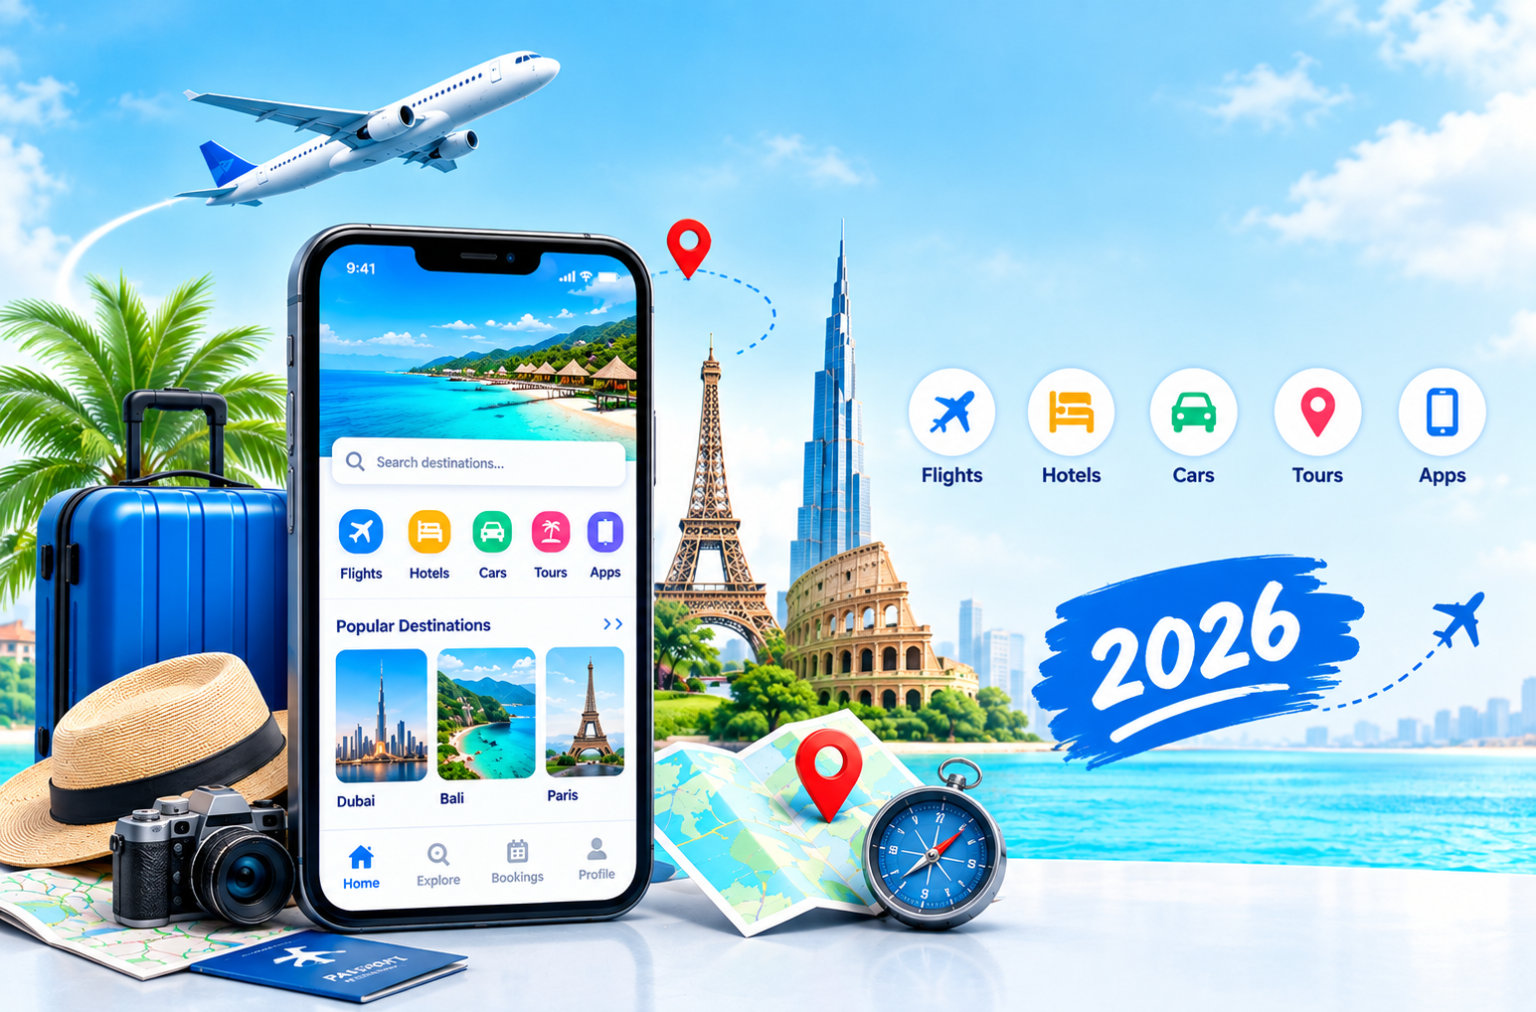 9:41
Search destinations...
Flights Hotels Cars Tours Apps
Popular Destinations
Dubai Bali Paris
Home Explore Bookings Profile
Flights Hotels Cars Tours Apps
2026
PASSPORT